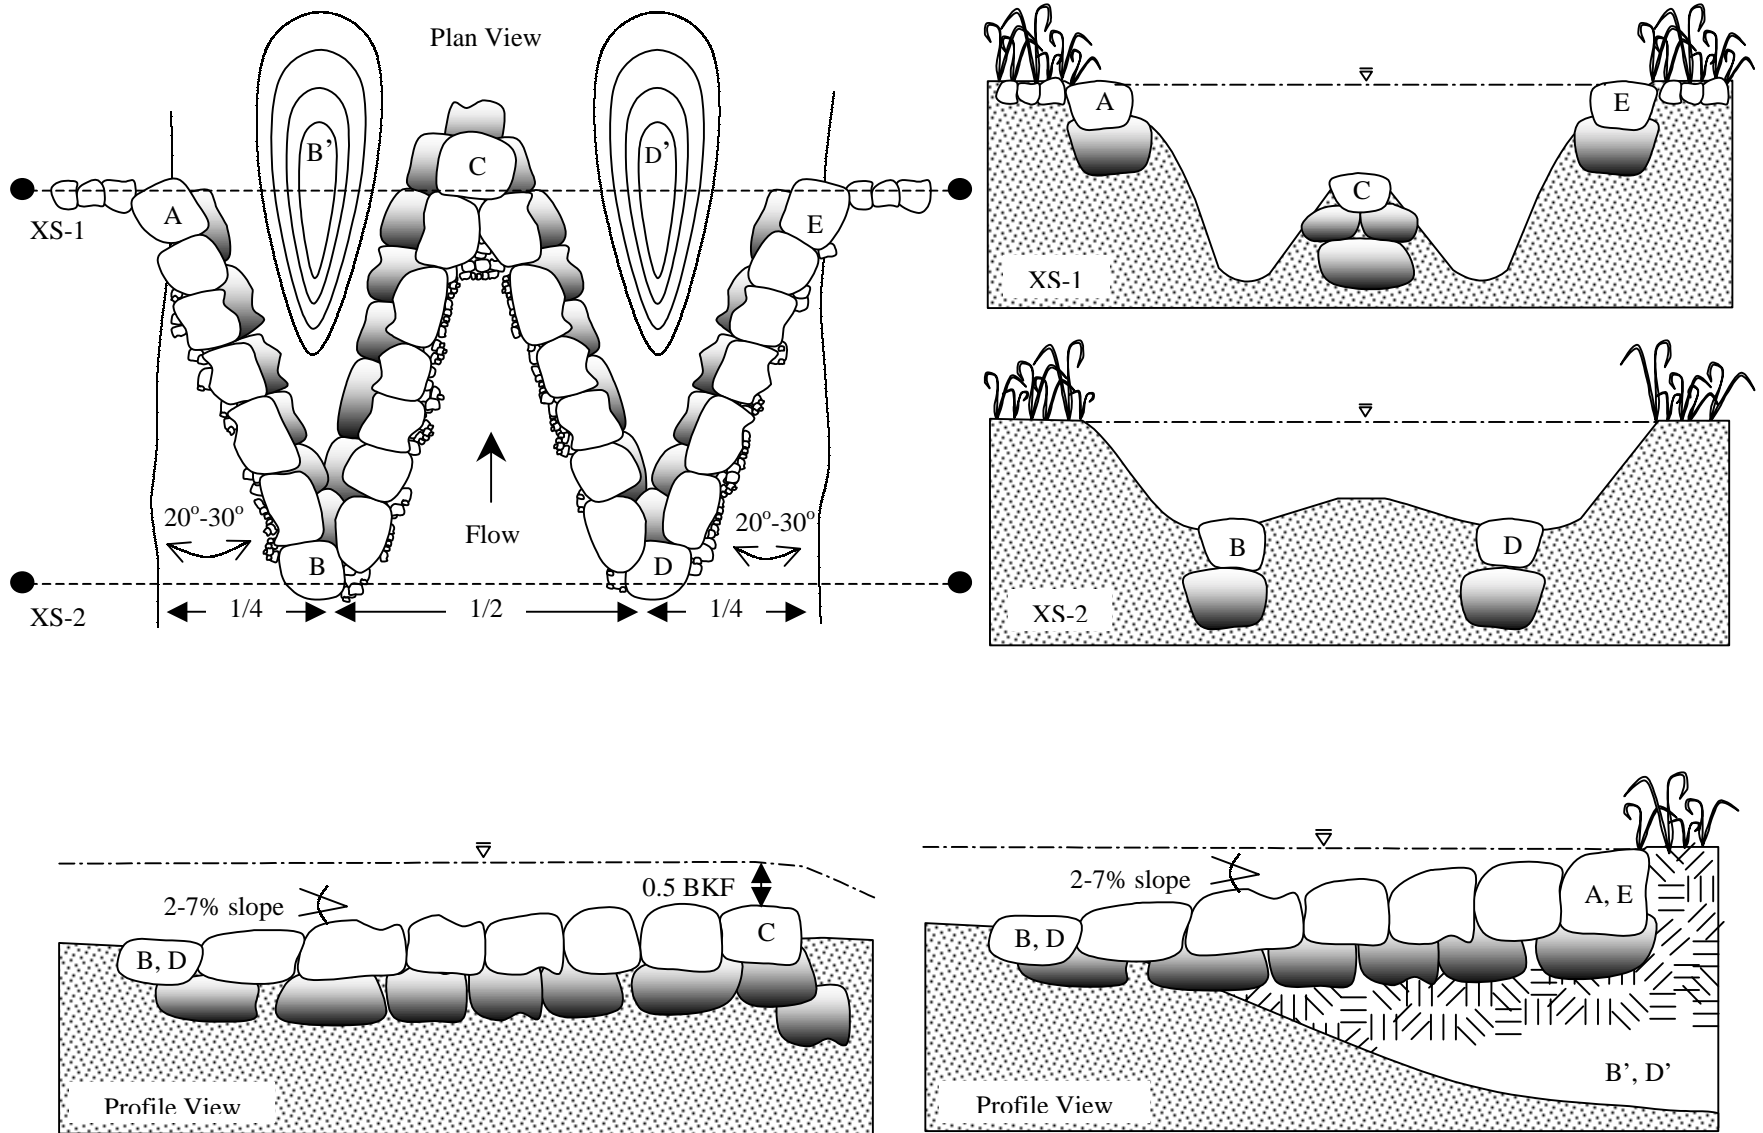 Plan View
B’
D’
C
A
E
XS-1
20°-30°
20°-30°
Flow
B
D
XS-2
1/4
1/2
1/4
A
E
C
XS-1
B
D
XS-2
2-7% slope
0.5 BKF
B, D
C
Profile View
2-7% slope
A, E
B, D
B’, D’
Profile View